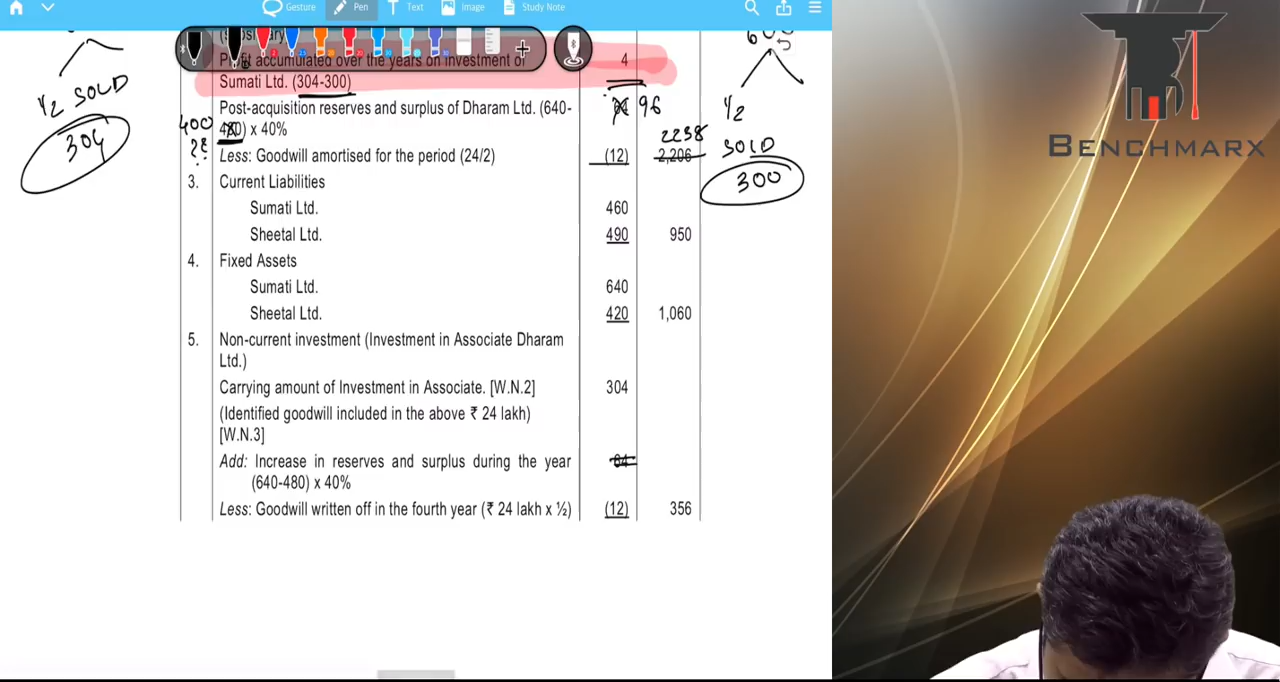 Gesture Pen Text Image Study Note
(subsidiary)
Profit accumulated over the years on investment of 4
Sumati Ltd. (304-300)
Post-acquisition reserves and surplus of Dharam Ltd. (640- 96
400 480) x 40% 2238
?? Less: Goodwill amortised for the period (24/2) (12) 2,206
3. Current Liabilities
Sumati Ltd. 460
Sheetal Ltd. 490 950
4. Fixed Assets
Sumati Ltd. 640
Sheetal Ltd. 420 1,060
5. Non-current investment (Investment in Associate Dharam
Ltd.)
Carrying amount of Investment in Associate. [W.N.2] 304
(Identified goodwill included in the above ₹ 24 lakh)
[W.N.3]
Add: Increase in reserves and surplus during the year 64
(640-480) x 40%
Less: Goodwill written off in the fourth year (₹ 24 lakh x ½) (12) 356
1/2 SOLD
304
600
1/2
SOLD
300
BENCHMARX